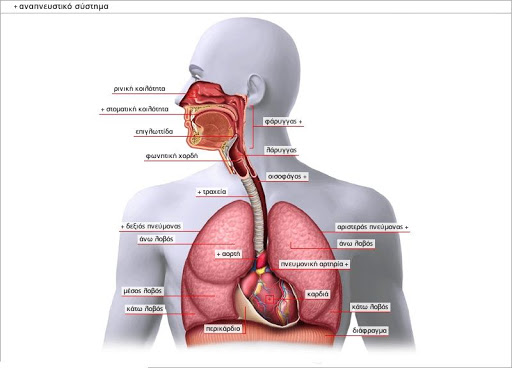 + αναπνευστικό σύστημα
ρινική κοιλότητα
+ στοματική κοιλότητα
επιγλωττίδα
φωνητική χορδή
φάρυγγας +
λάρυγγας
οισοφάγος +
+ τραχεία
+ δεξιός πνεύμονας
άνω λοβός
+ αορτή
αριστερός πνεύμονας +
άνω λοβός
πνευμονική αρτηρία +
μέσος λοβός
κάτω λοβός
περικάρδιο
καρδιά
κάτω λοβός
διάφραγμα